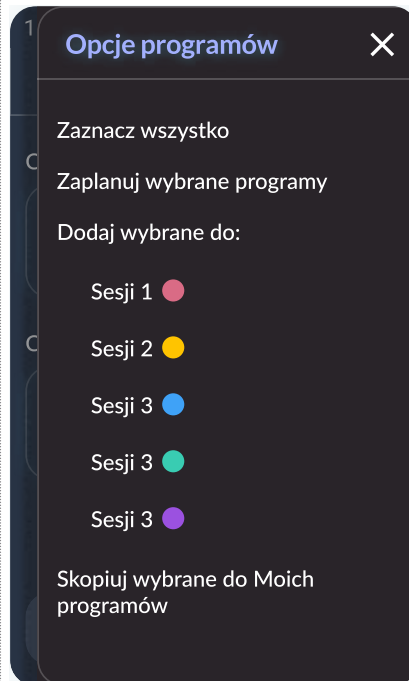 1
Opcje programów
Zaznacz wszystko
Zaplanuj wybrane programy
Dodaj wybrane do:
Sesji 1
Sesji 2
Sesji 3
Sesji 3
Sesji 3
Skopiuj wybrane do Moich
programów